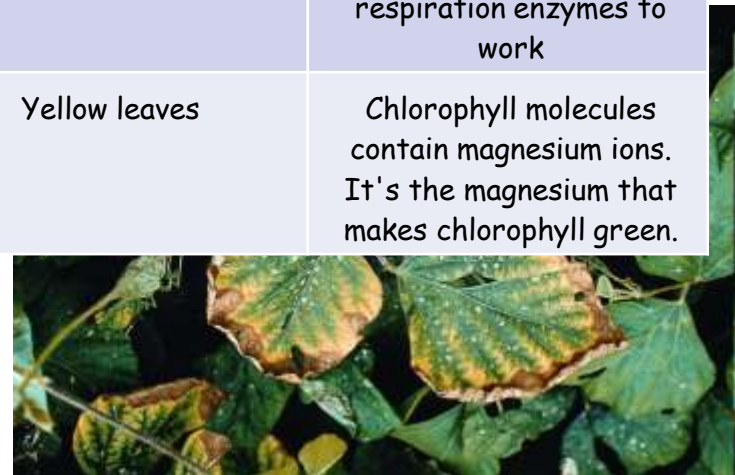 respiration enzymes to
work
Yellow leaves
Chlorophyll molecules
contain magnesium ions.
It's the magnesium that
makes chlorophyll green.